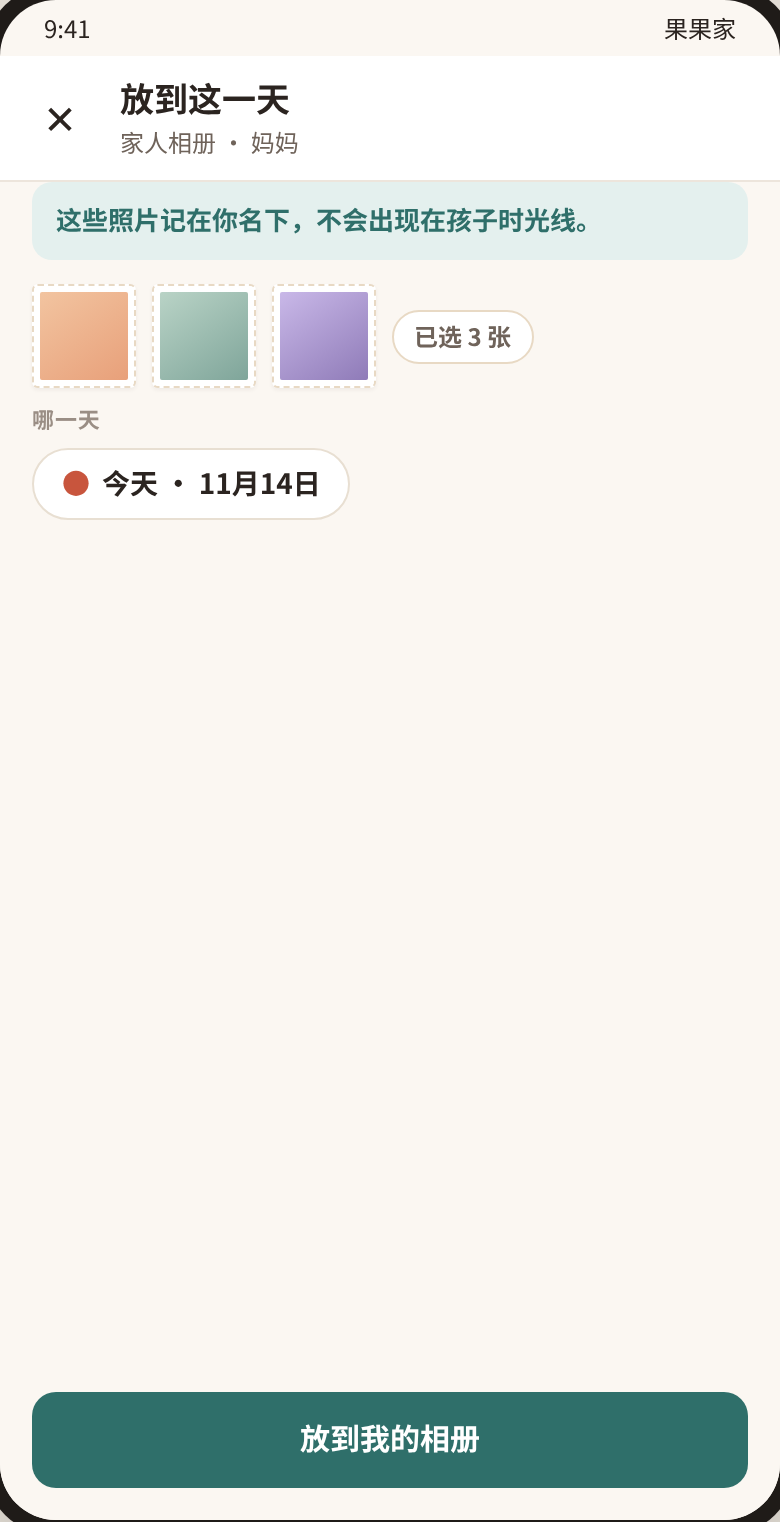 9:41 果果家
放到这一天
家人相册 · 妈妈
这些照片记在你名下，不会出现在孩子时光线。
已选 3 张
哪一天
今天 · 11月14日
放到我的相册